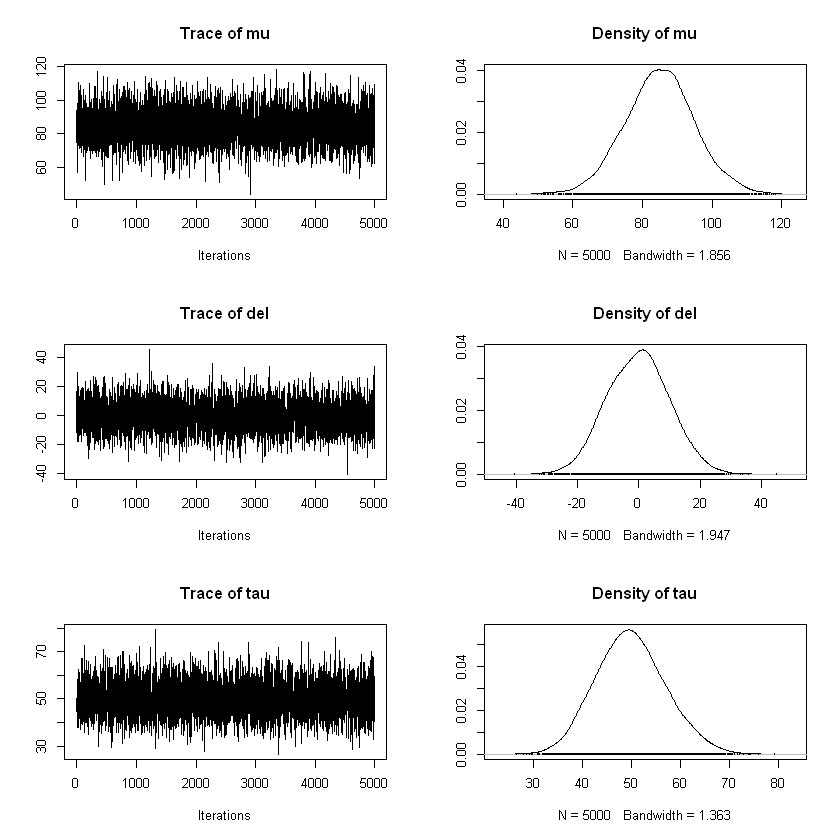 Trace of mu
120
100
80
60
0 1000 2000 3000 4000 5000
Iterations
Density of mu
0.04
0.02
0.00
40 60 80 100 120
N = 5000 Bandwidth = 1.856
Trace of del
40
20
0
-20
-40
0 1000 2000 3000 4000 5000
Iterations
Density of del
0.04
0.02
0.00
-40 -20 0 20 40
N = 5000 Bandwidth = 1.947
Trace of tau
70
50
30
0 1000 2000 3000 4000 5000
Iterations
Density of tau
0.04
0.02
0.00
30 40 50 60 70 80
N = 5000 Bandwidth = 1.363